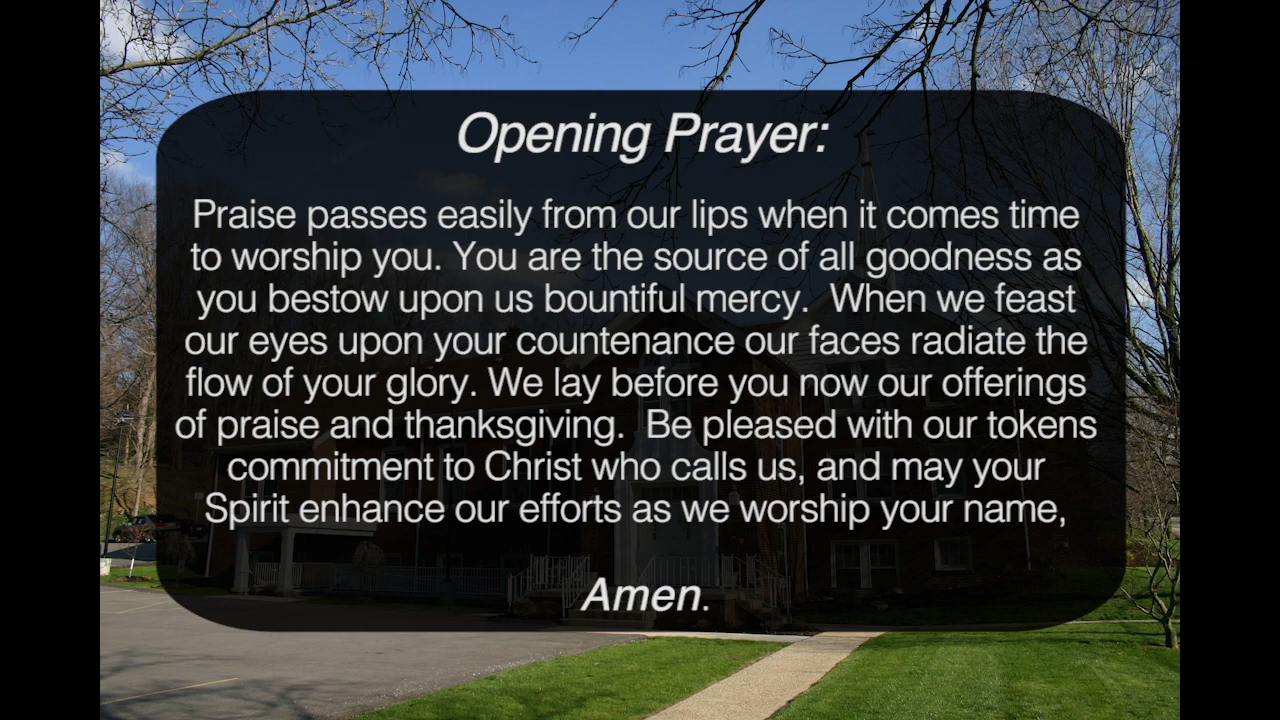 Opening Prayer:
Praise passes easily from our lips when it comes time
to worship you. You are the source of all goodness as
you bestow upon us bountiful mercy.  When we feast
our eyes upon your countenance our faces radiate the
flow of your glory. We lay before you now our offerings
of praise and thanksgiving.  Be pleased with our tokens
commitment to Christ who calls us, and may your
Spirit enhance our efforts as we worship your name,
Amen.